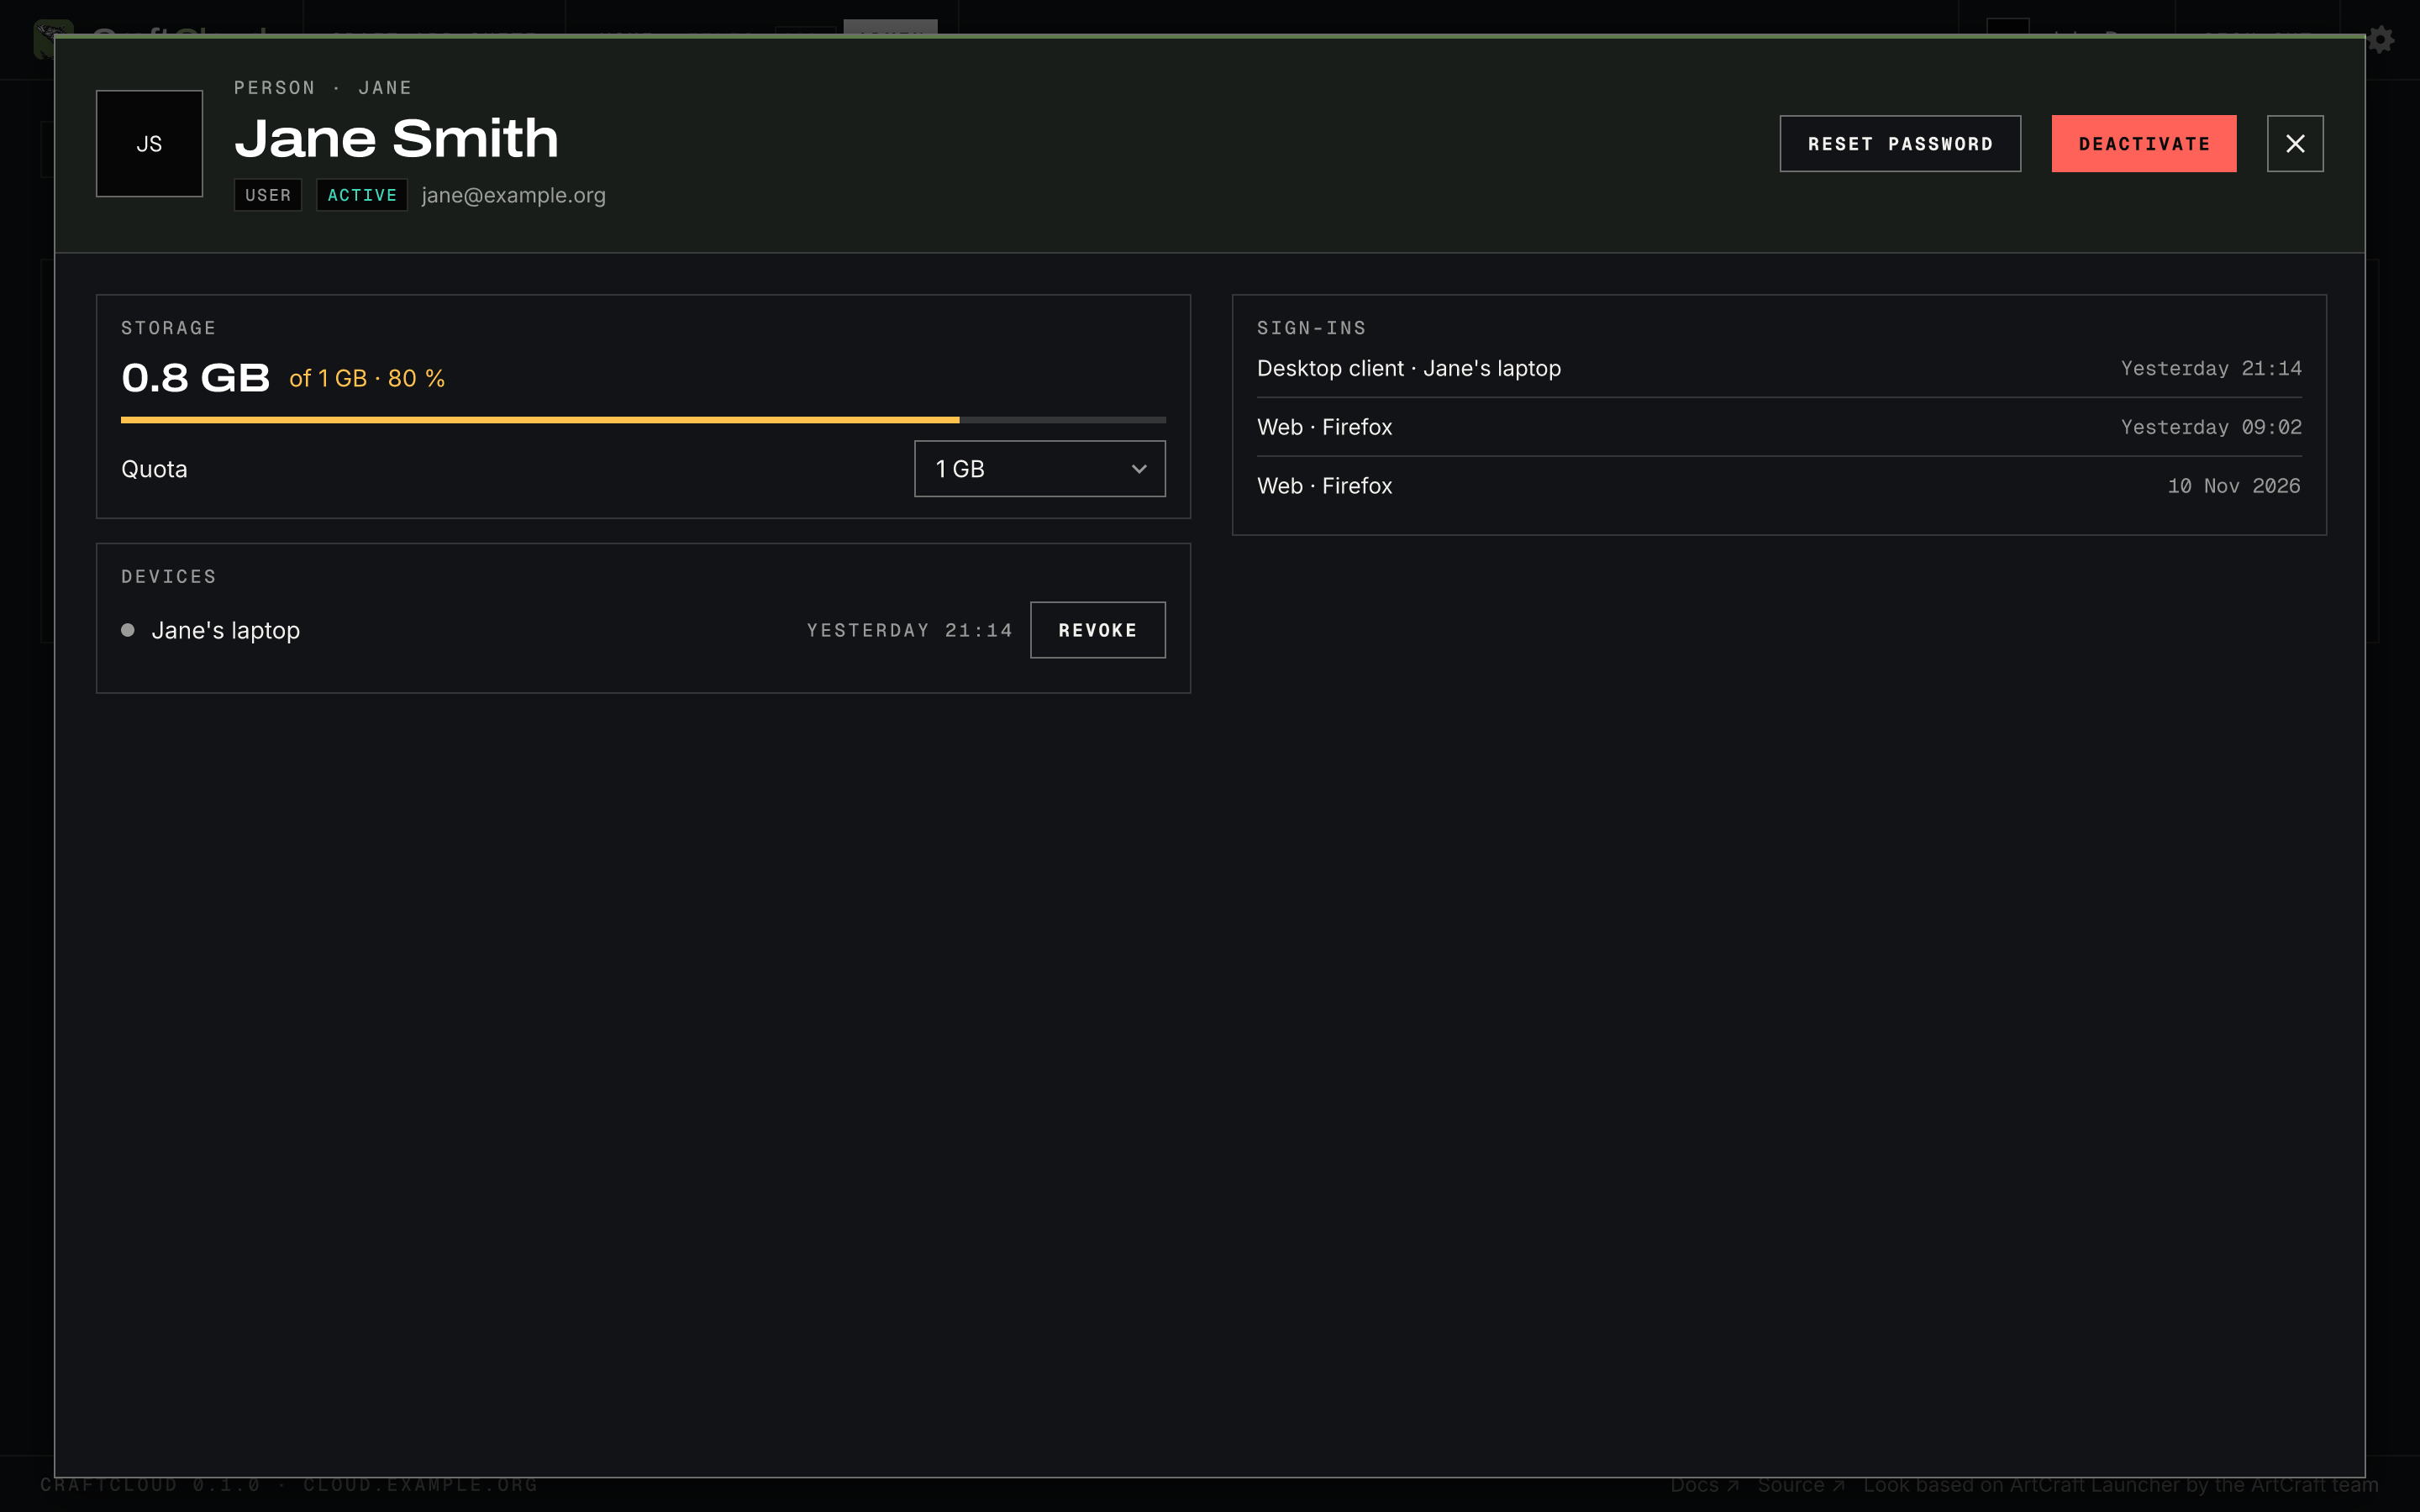 PERSON · JANE
JS
Jane Smith
USER ACTIVE jane@example.org
RESET PASSWORD
DEACTIVATE
STORAGE
0.8 GB of 1 GB · 80 %
Quota
1 GB
DEVICES
Jane's laptop
YESTERDAY 21:14
REVOKE
SIGN-INS
Desktop client · Jane's laptop Yesterday 21:14
Web · Firefox Yesterday 09:02
Web · Firefox 10 Nov 2026
CRAFTCLOUD 0.1.0 · CLOUD.EXAMPLE.ORG
Docs ↗ Source ↗ Look based on ArtCraft Launcher by the ArtCraft team